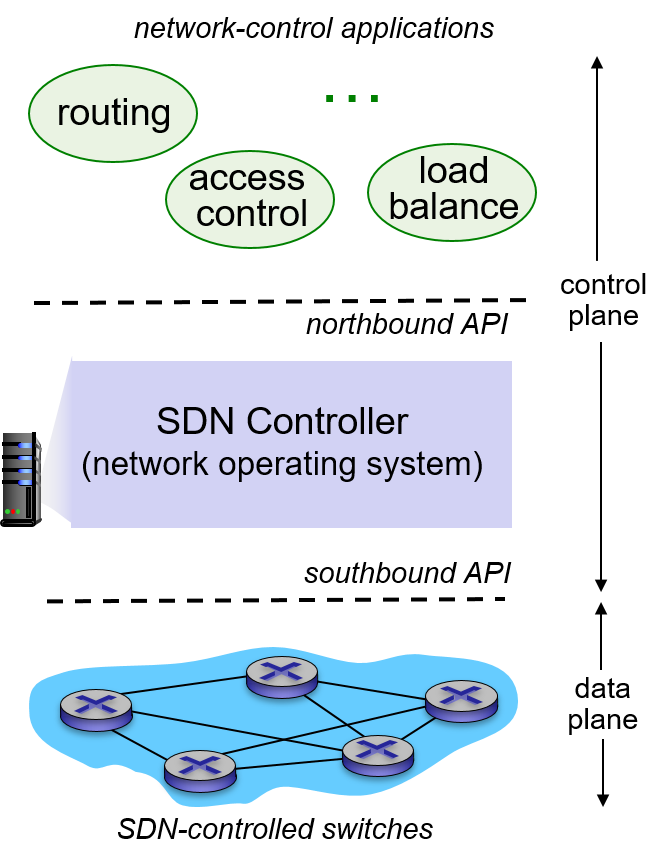 network-control applications
routing
...
access
control
load
balance
control
plane
northbound API
SDN Controller
(network operating system)
southbound API
data
plane
SDN-controlled switches